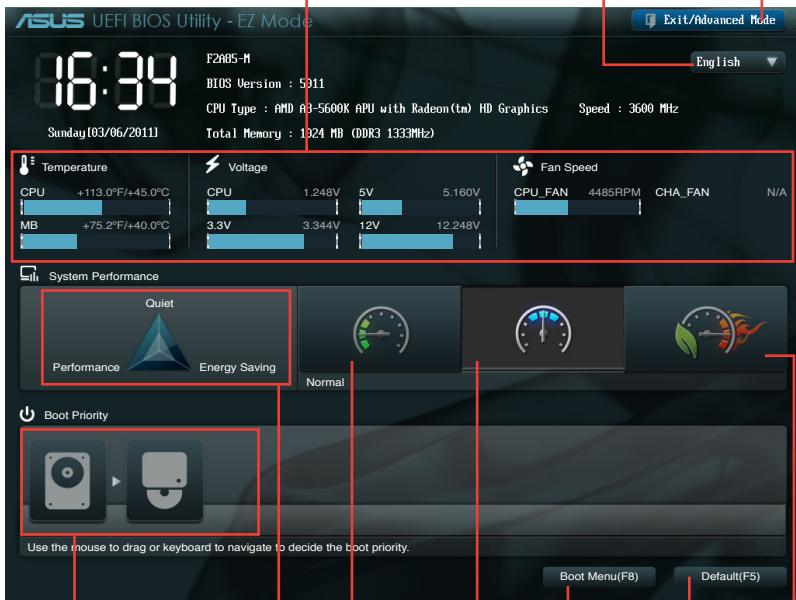 ASUS UEFI BIOS Utility - EZ Mode
Exit/Advanced Mode
English
16:34
Sunday[03/06/2011]
F2A85-M
BIOS Version : 5011
CPU Type : AMD A8-5600K APU with Radeon(tm) HD Graphics Speed : 3600 MHz
Total Memory : 1024 MB (DDR3 1333MHz)
Temperature
CPU +113.0ºF/+45.0ºC
MB +75.2ºF/+40.0ºC
Voltage
CPU 1.248V 5V 5.160V
3.3V 3.344V 12V 12.248V
Fan Speed
CPU_FAN 4485RPM CHA_FAN N/A
System Performance
Quiet
Performance
Energy Saving
Normal
Boot Priority
Use the mouse to drag or keyboard to navigate to decide the boot priority.
Boot Menu(F8)
Default(F5)